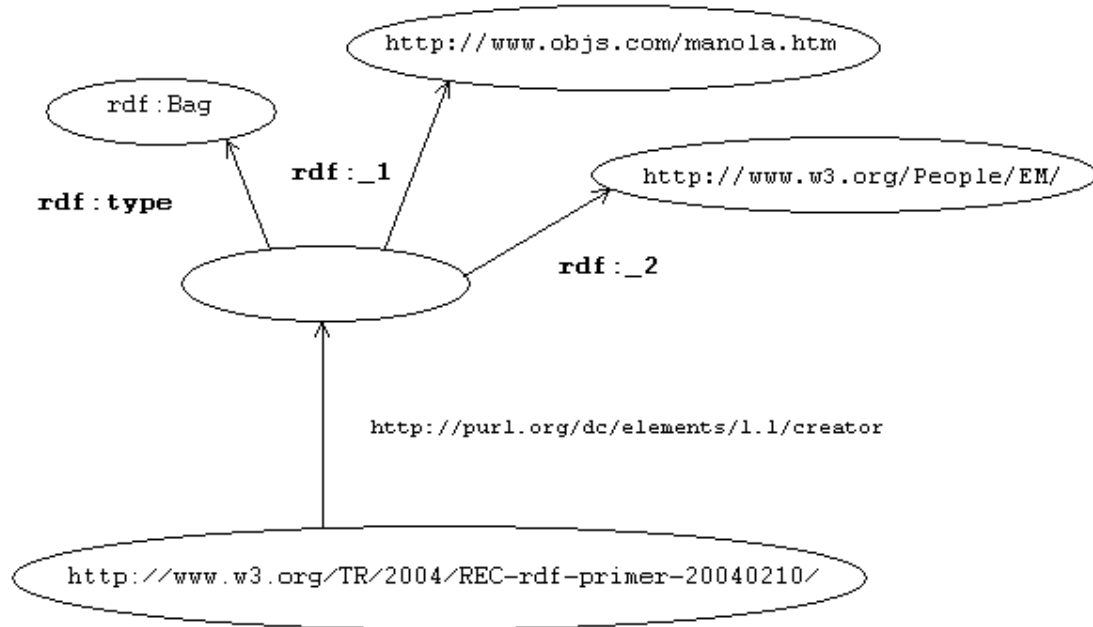 http://www.objs.com/manola.htm
rdf:Bag
rdf:_1
http://www.w3.org/People/EM/
rdf:type
rdf:_2
http://purl.org/dc/elements/1.1/creator
http://www.w3.org/TR/2004/REC-rdf-primer-20040210/